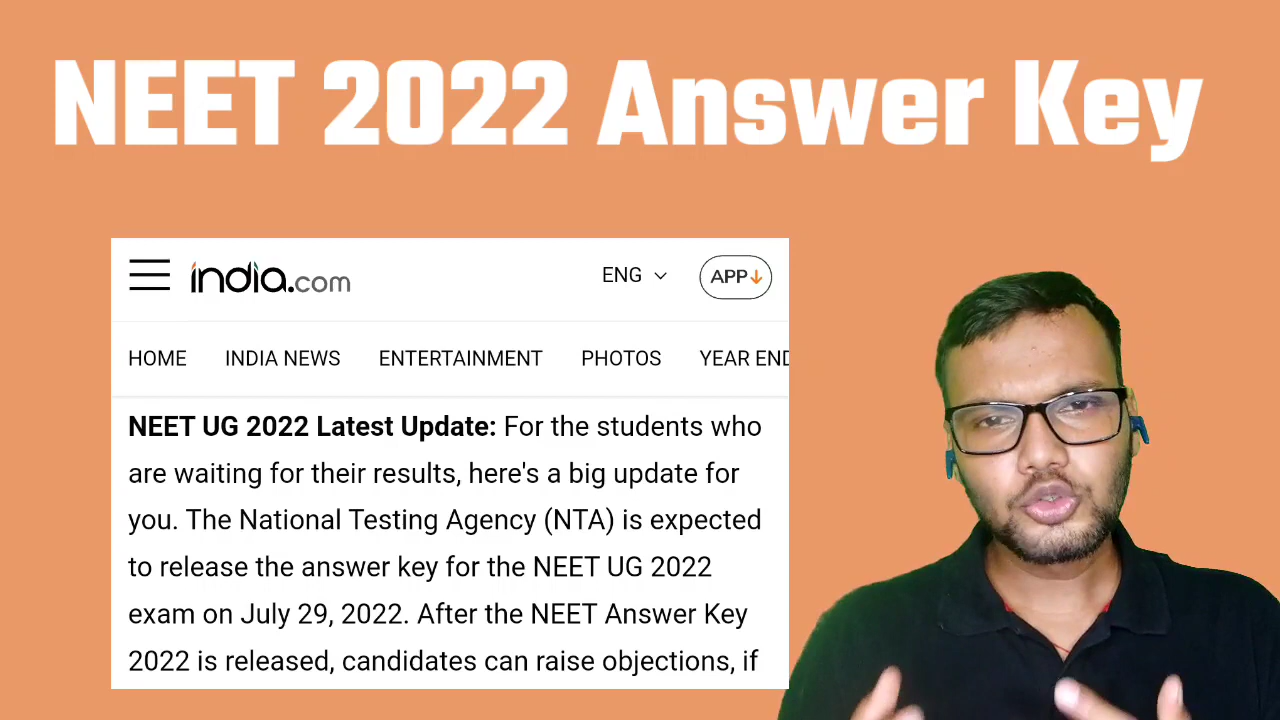 NEET 2022 Answer Key
india.com
ENG
APP
HOME INDIA NEWS ENTERTAINMENT PHOTOS YEAR END
NEET UG 2022 Latest Update: For the students who
are waiting for their results, here's a big update for
you. The National Testing Agency (NTA) is expected
to release the answer key for the NEET UG 2022
exam on July 29, 2022. After the NEET Answer Key
2022 is released, candidates can raise objections, if